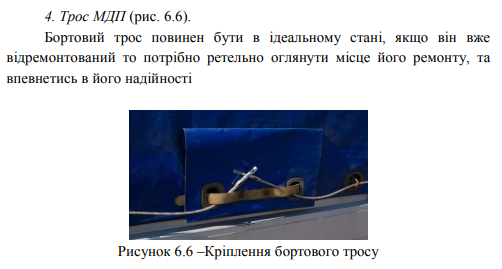 4. Трос МДП (рис. 6.6).
Бортовий трос повинен бути в ідеальному стані, якщо він вже
відремонтований то потрібно ретельно оглянути місце його ремонту, та
впевнетись в його надійності
Рисунок 6.6 –Кріплення бортового тросу